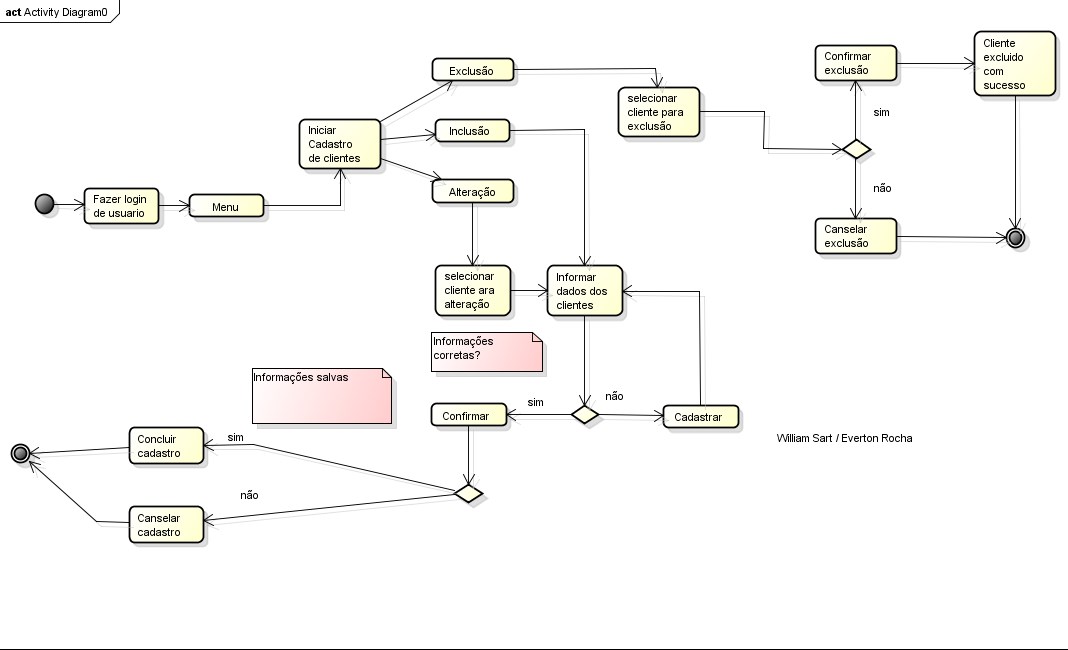 act Activity Diagram0
Fazer login
de usuario
Menu
Iniciar
Cadastro
de clientes
Exclusão
Inclusão
Alteração
selecionar
cliente para
exclusão
Confirmar
exclusão
Cliente
excluido
com
sucesso
sim
não
Canselar
exclusão
selecionar
cliente ara
alteração
Informar
dados dos
clientes
Informações
corretas?
Informações salvas
Confirmar
sim
não
Cadastrar
William Sart / Everton Rocha
Concluir
cadastro
sim
não
Canselar
cadastro